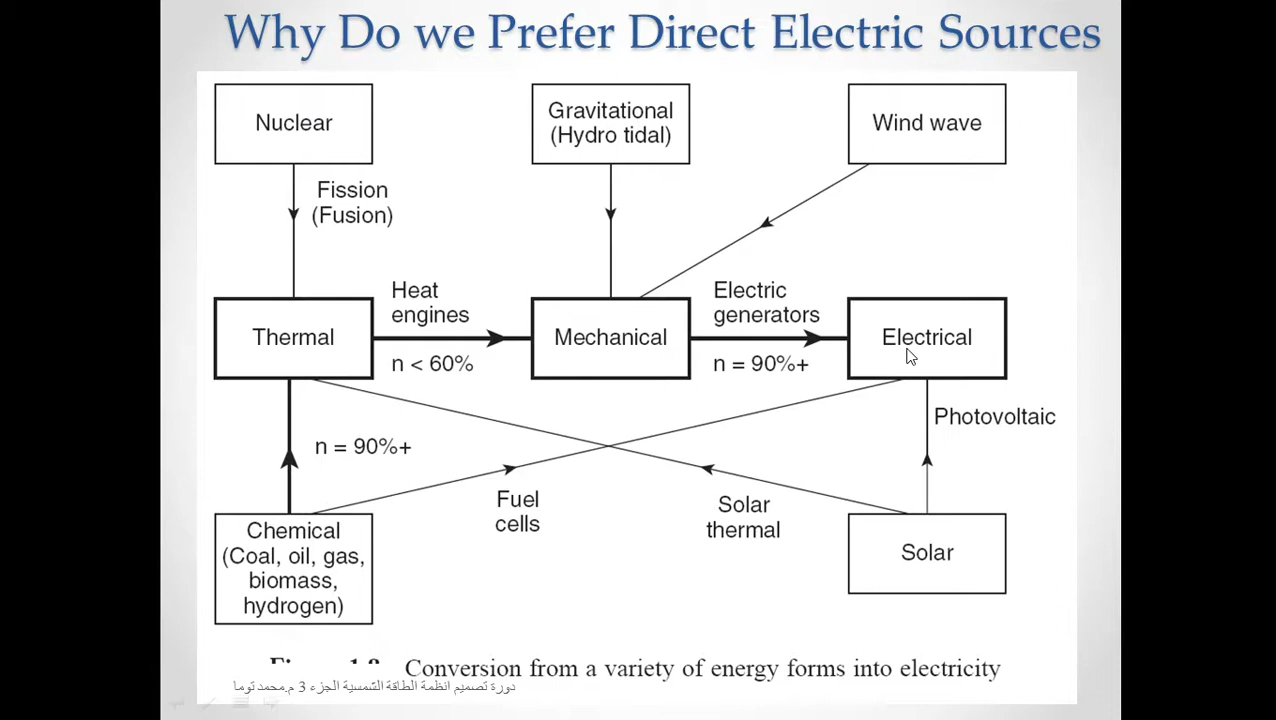 Why Do we Prefer Direct Electric Sources
Nuclear
Gravitational
(Hydro tidal)
Wind wave
Fission
(Fusion)
Heat
engines
Electric
generators
Thermal
Mechanical
Electrical
n < 60%
n = 90%+
Photovoltaic
n = 90%+
Fuel
cells
Solar
thermal
Chemical
(Coal, oil, gas,
biomass,
hydrogen)
Solar
Conversion from a variety of energy forms into electricity
دورة تصميم انظمة الطاقة الشمسية الجزء 3 م.محمد توما